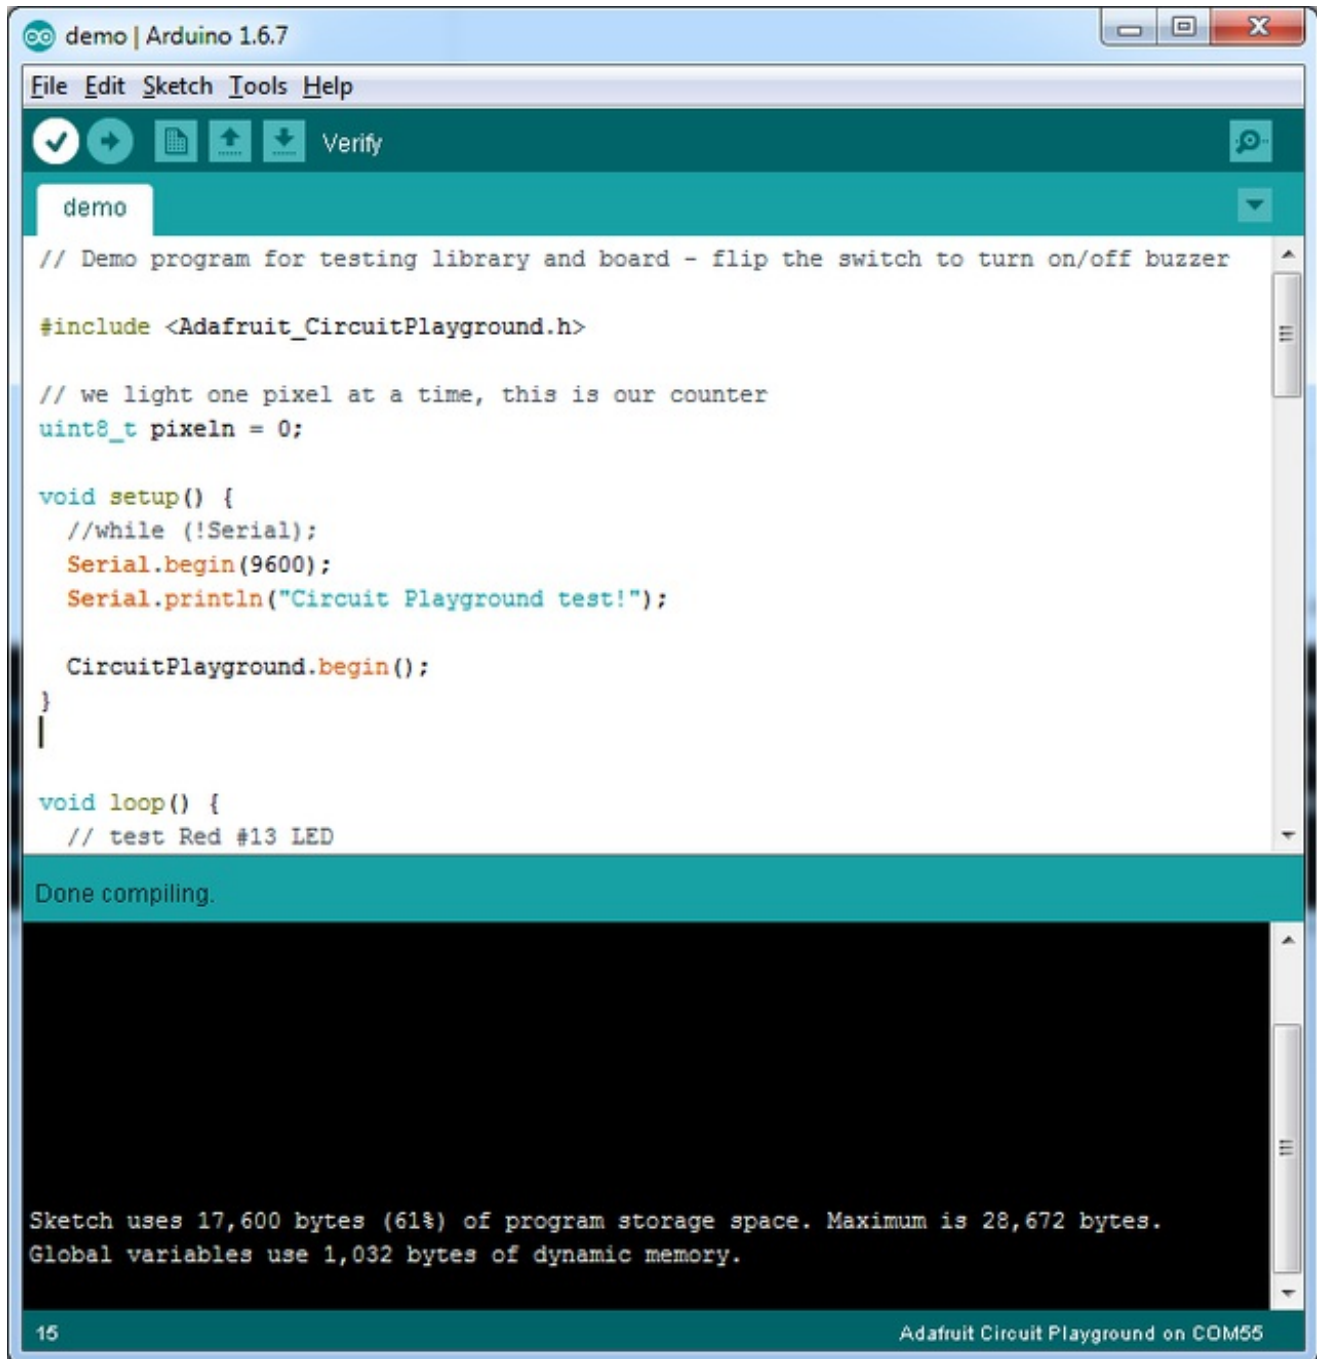 demo | Arduino 1.6.7
File Edit Sketch Tools Help
Verify
demo
// Demo program for testing library and board - flip the switch to turn on/off buzzer
#include <Adafruit_CircuitPlayground.h>
// we light one pixel at a time, this is our counter
uint8_t pixeln = 0;
void setup() {
  //while (!Serial);
  Serial.begin(9600);
  Serial.println("Circuit Playground test!");
  CircuitPlayground.begin();
}
void loop() {
  // test Red #13 LED
Done compiling.
Sketch uses 17,600 bytes (61%) of program storage space. Maximum is 28,672 bytes.
Global variables use 1,032 bytes of dynamic memory.
15 Adafruit Circuit Playground on COM55